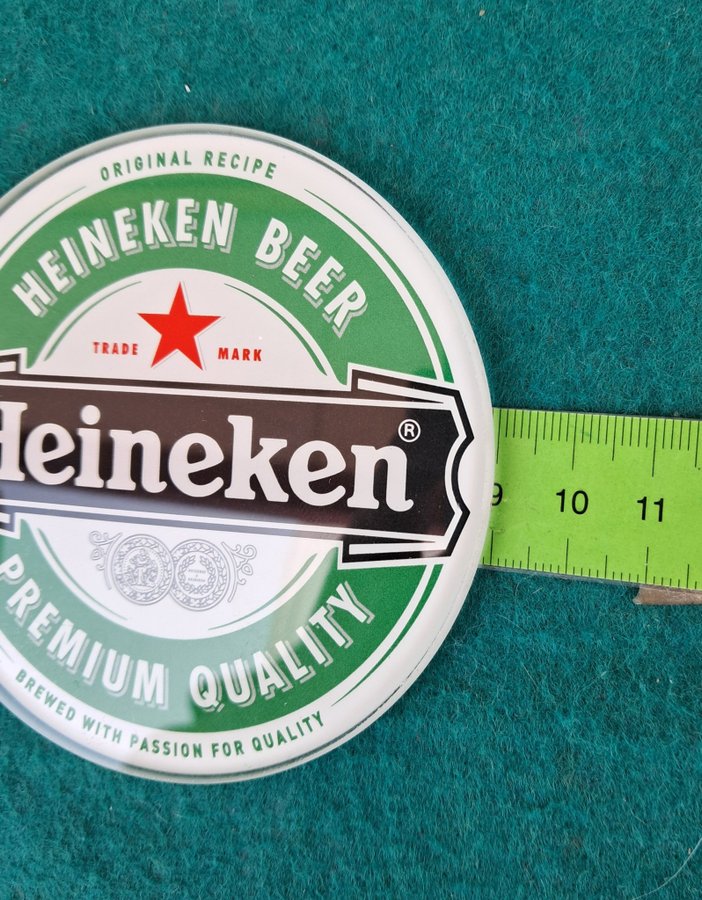 ORIGINAL RECIPE
HEINEKEN BEER
TRADE MARK
Heineken®
PREMIUM QUALITY
BREWED WITH PASSION FOR QUALITY
9 10 11